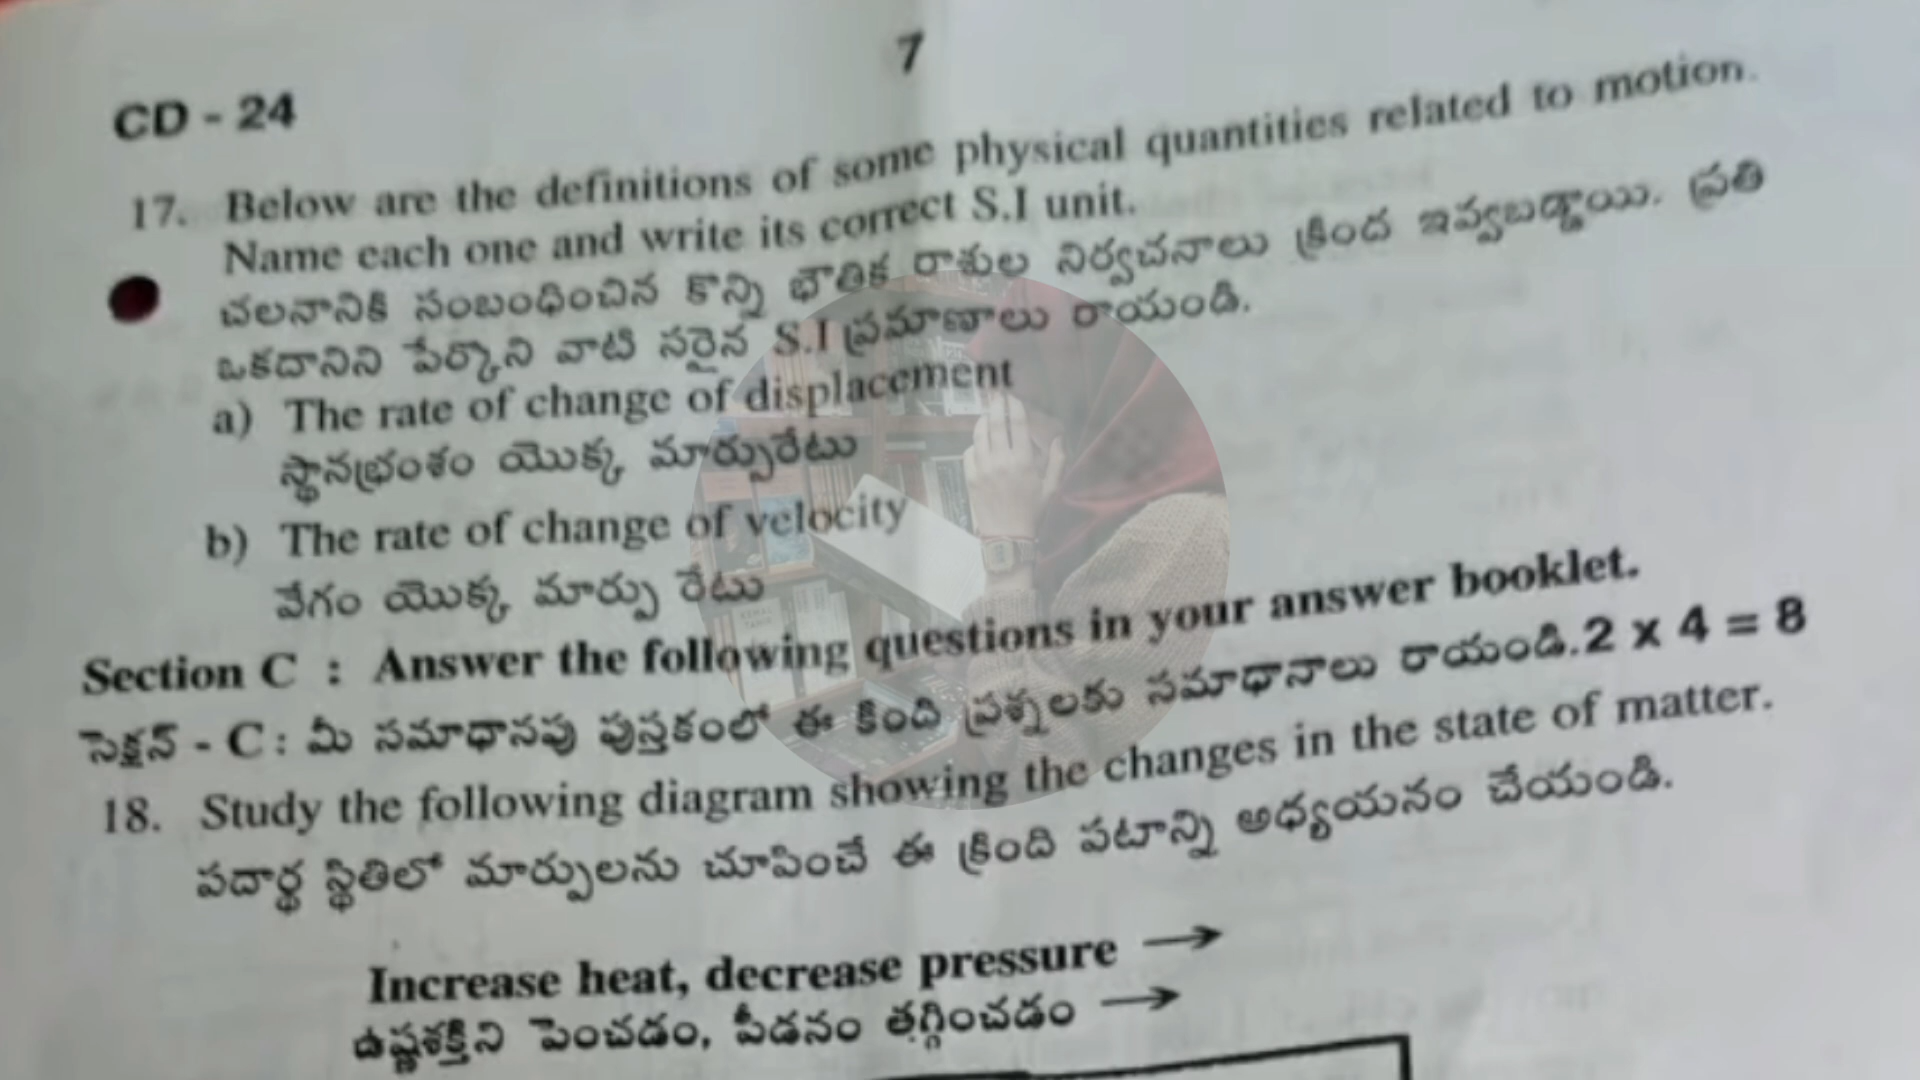 7
CD - 24
17. Below are the definitions of some physical quantities related to motion.
Name each one and write its correct S.I unit.
చలనానికి సంబంధించిన కొన్ని భౌతిక రాశుల నిర్వచనాలు క్రింద ఇవ్వబడ్డాయి. ప్రతి
ఒకదానిని పేర్కొని వాటి సరైన S.I ప్రమాణాలు రాయండి.
a) The rate of change of displacement
స్థానభ్రంశం యొక్క మార్పురేటు
b) The rate of change of velocity
వేగం యొక్క మార్పు రేటు
Section C : Answer the following questions in your answer booklet.
సెక్షన్ - C : మీ సమాధానపు పుస్తకంలో ఈ కింది ప్రశ్నలకు సమాధానాలు రాయండి. 2 x 4 = 8
18. Study the following diagram showing the changes in the state of matter.
పదార్థ స్థితిలో మార్పులను చూపించే ఈ క్రింది పటాన్ని అధ్యయనం చేయండి.
Increase heat, decrease pressure →
ఉష్ణశక్తిని పెంచడం, పీడనం తగ్గించడం →